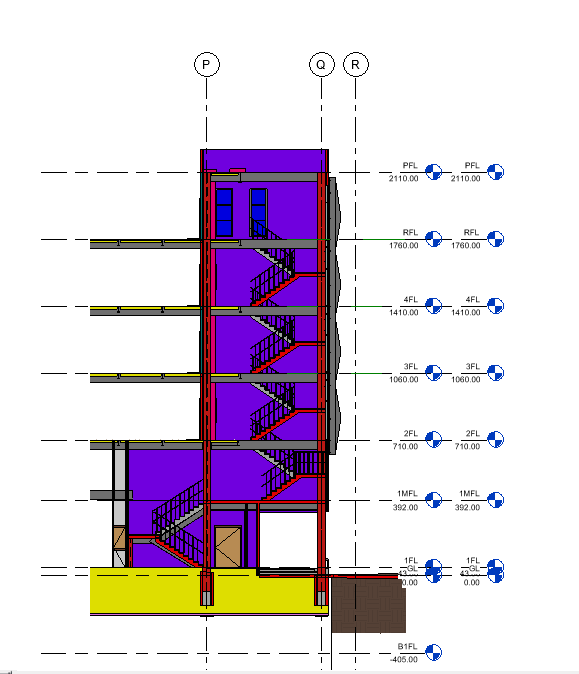 P Q R
PFL PFL
2110.00 2110.00
RFL RFL
1760.00 1760.00
4FL 4FL
1410.00 1410.00
3FL 3FL
1060.00 1060.00
2FL 2FL
710.00 710.00
1MFL 1MFL
392.00 392.00
1FL 1FL
GL GL
0.00 0.00
B1FL
-405.00